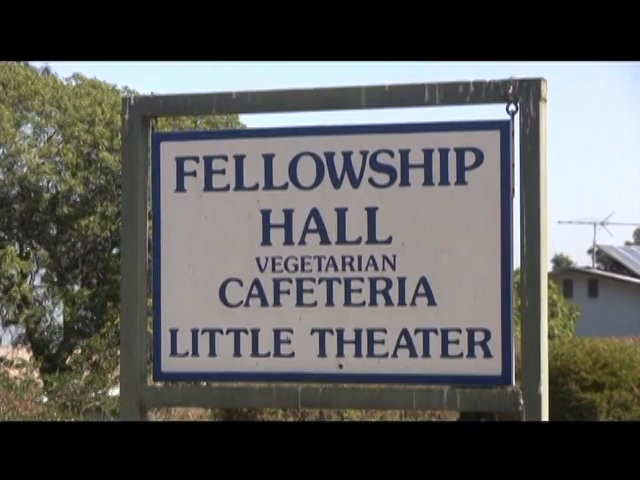 FELLOWSHIP
HALL
VEGETARIAN
CAFETERIA
LITTLE THEATER